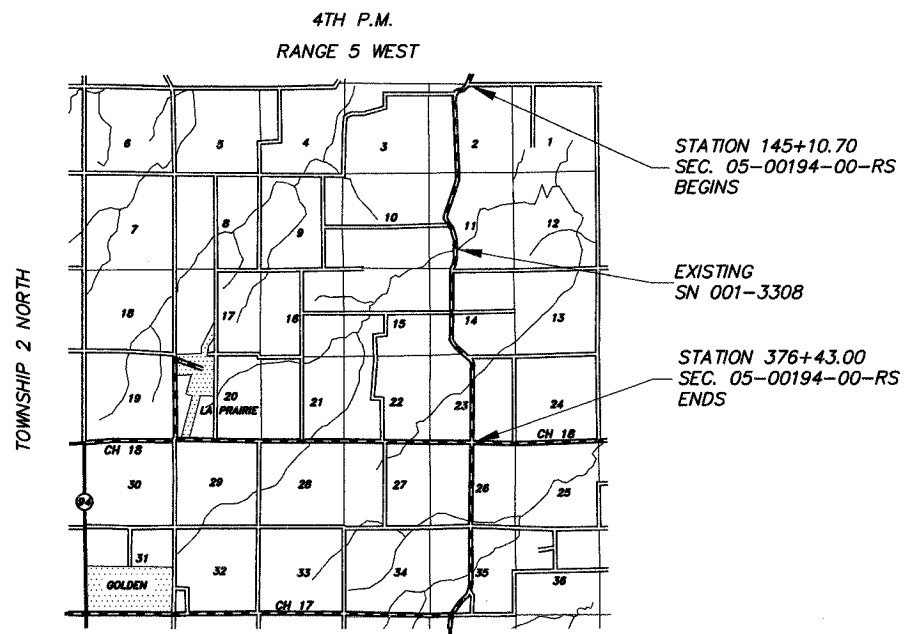 4TH P.M.
RANGE 5 WEST
TOWNSHIP 2 NORTH
6 5 4 3 2 1
STATION 145+10.70
SEC. 05-00194-00-RS
BEGINS
7 8 9 10 11 12
EXISTING
SN 001-3308
18 17 16 15 14 13
STATION 376+43.00
SEC. 05-00194-00-RS
ENDS
19 20 21 22 23 24
LA PRAIRIE
CH 18
CH 18
30 29 28 27 26 25
94
31 32 33 34 35 36
GOLDEN
CH 17